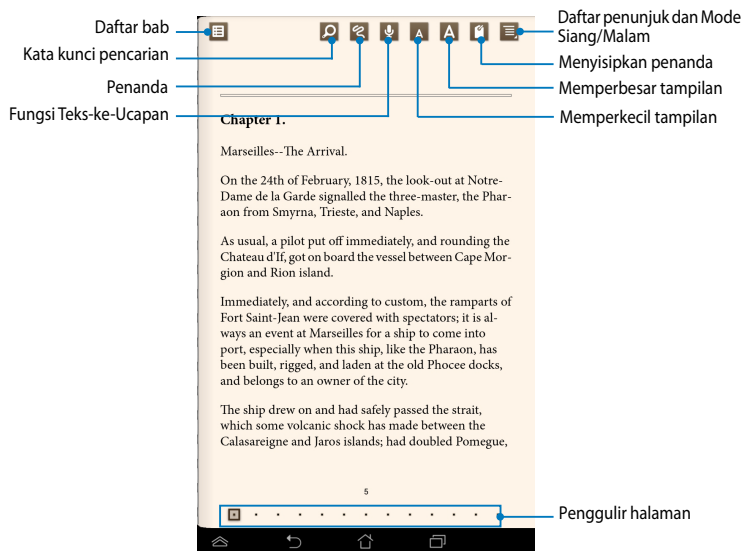 Daftar bab
Kata kunci pencarian
Penanda
Fungsi Teks-ke-Ucapan
Daftar penunjuk dan Mode
Siang/Malam
Menyisipkan penanda
Memperbesar tampilan
Memperkecil tampilan
A
A
Chapter 1.
Marseilles--The Arrival.
On the 24th of February, 1815, the look-out at Notre-
Dame de la Garde signalled the three-master, the Phar-
aon from Smyrna, Trieste, and Naples.
As usual, a pilot put off immediately, and rounding the
Chateau d'If, got on board the vessel between Cape Mor-
gion and Rion island.
Immediately, and according to custom, the ramparts of
Fort Saint-Jean were covered with spectators; it is al-
ways an event at Marseilles for a ship to come into
port, especially when this ship, like the Pharaon, has
been built, rigged, and laden at the old Phocee docks,
and belongs to an owner of the city.
The ship drew on and had safely passed the strait,
which some volcanic shock has made between the
Calasareigne and Jaros islands; had doubled Pomegue,
5
Penggulir halaman